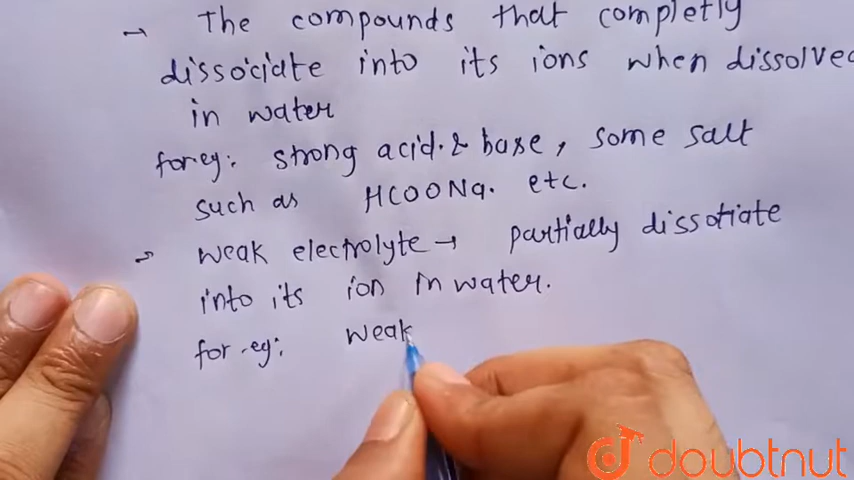 → The compounds that completly
dissociate into its ions when dissolved
in water
for eg: strong acid & base, some salt
such as HCOONa. etc.
→ weak electrolyte → partially dissotiate
into its ion in water.
for eg: weak
doubtnut